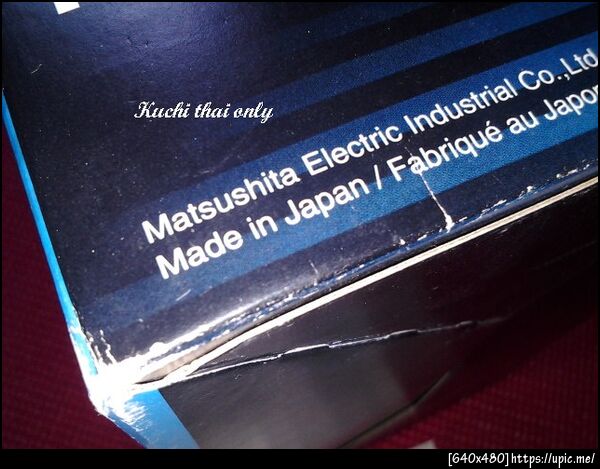 Kuchi thai only
Matsushita Electric Industrial Co.,Ltd.
Made in Japan / Fabriqué au Japon
[640x480]https://upic.me/